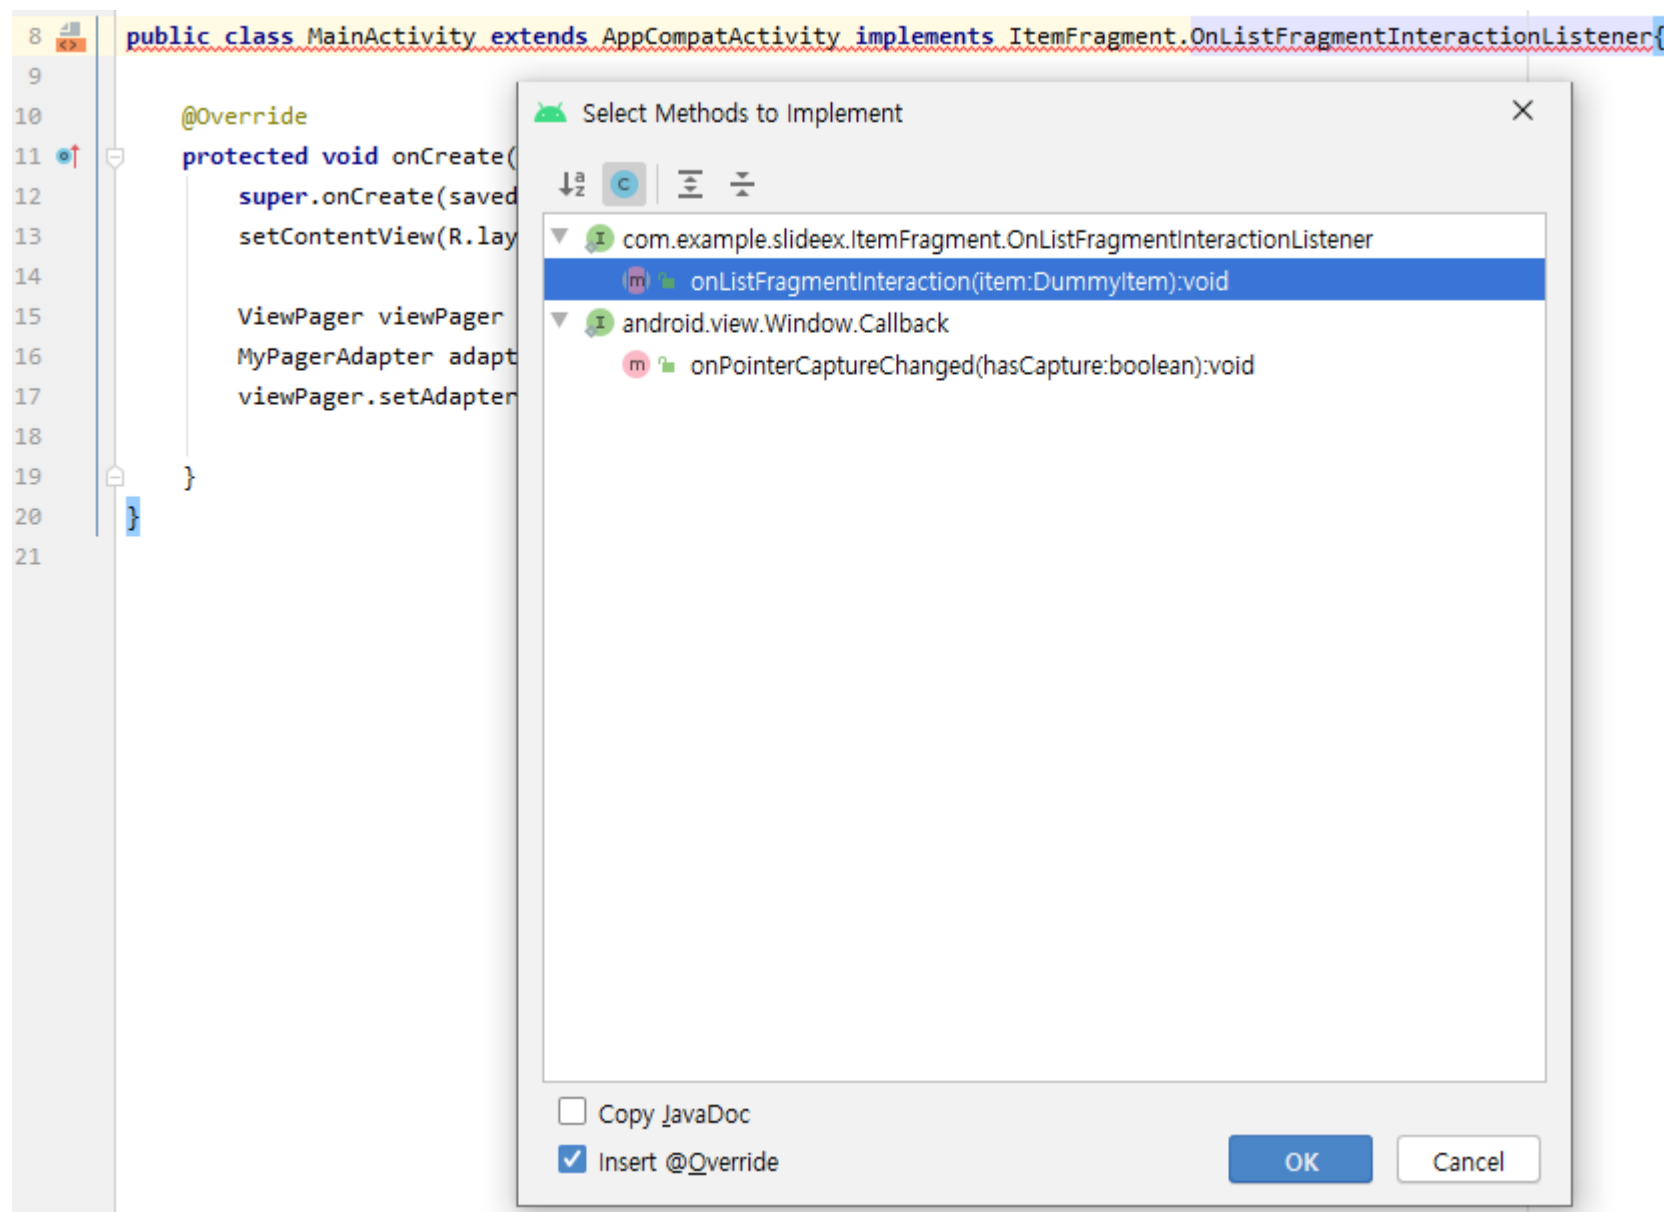 8 public class MainActivity extends AppCompatActivity implements ItemFragment.OnListFragmentInteractionListener{
9
10 @Override
11 protected void onCreate(
12 super.onCreate(saved
13 setContentView(R.lay
14
15 ViewPager viewPager
16 MyPagerAdapter adapt
17 viewPager.setAdapter
18
19 }
20 }
21
Select Methods to Implement
com.example.slideex.ItemFragment.OnListFragmentInteractionListener
onListFragmentInteraction(item:DummyItem):void
android.view.Window.Callback
onPointerCaptureChanged(hasCapture:boolean):void
Copy JavaDoc
Insert @Override
OK Cancel